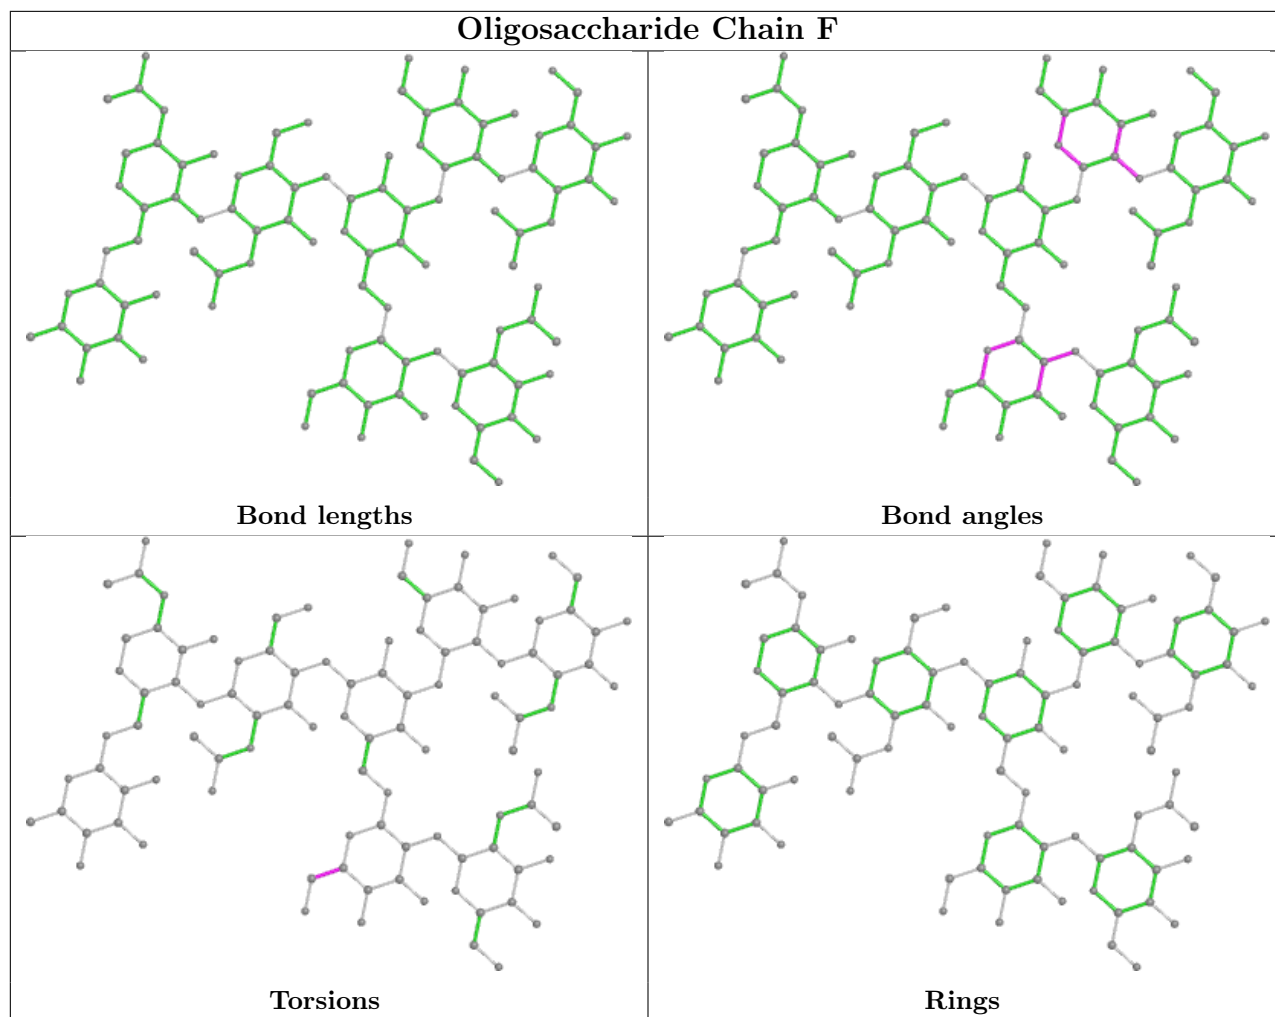 Oligosaccharide Chain F
Bond lengths
Bond angles
Torsions
Rings